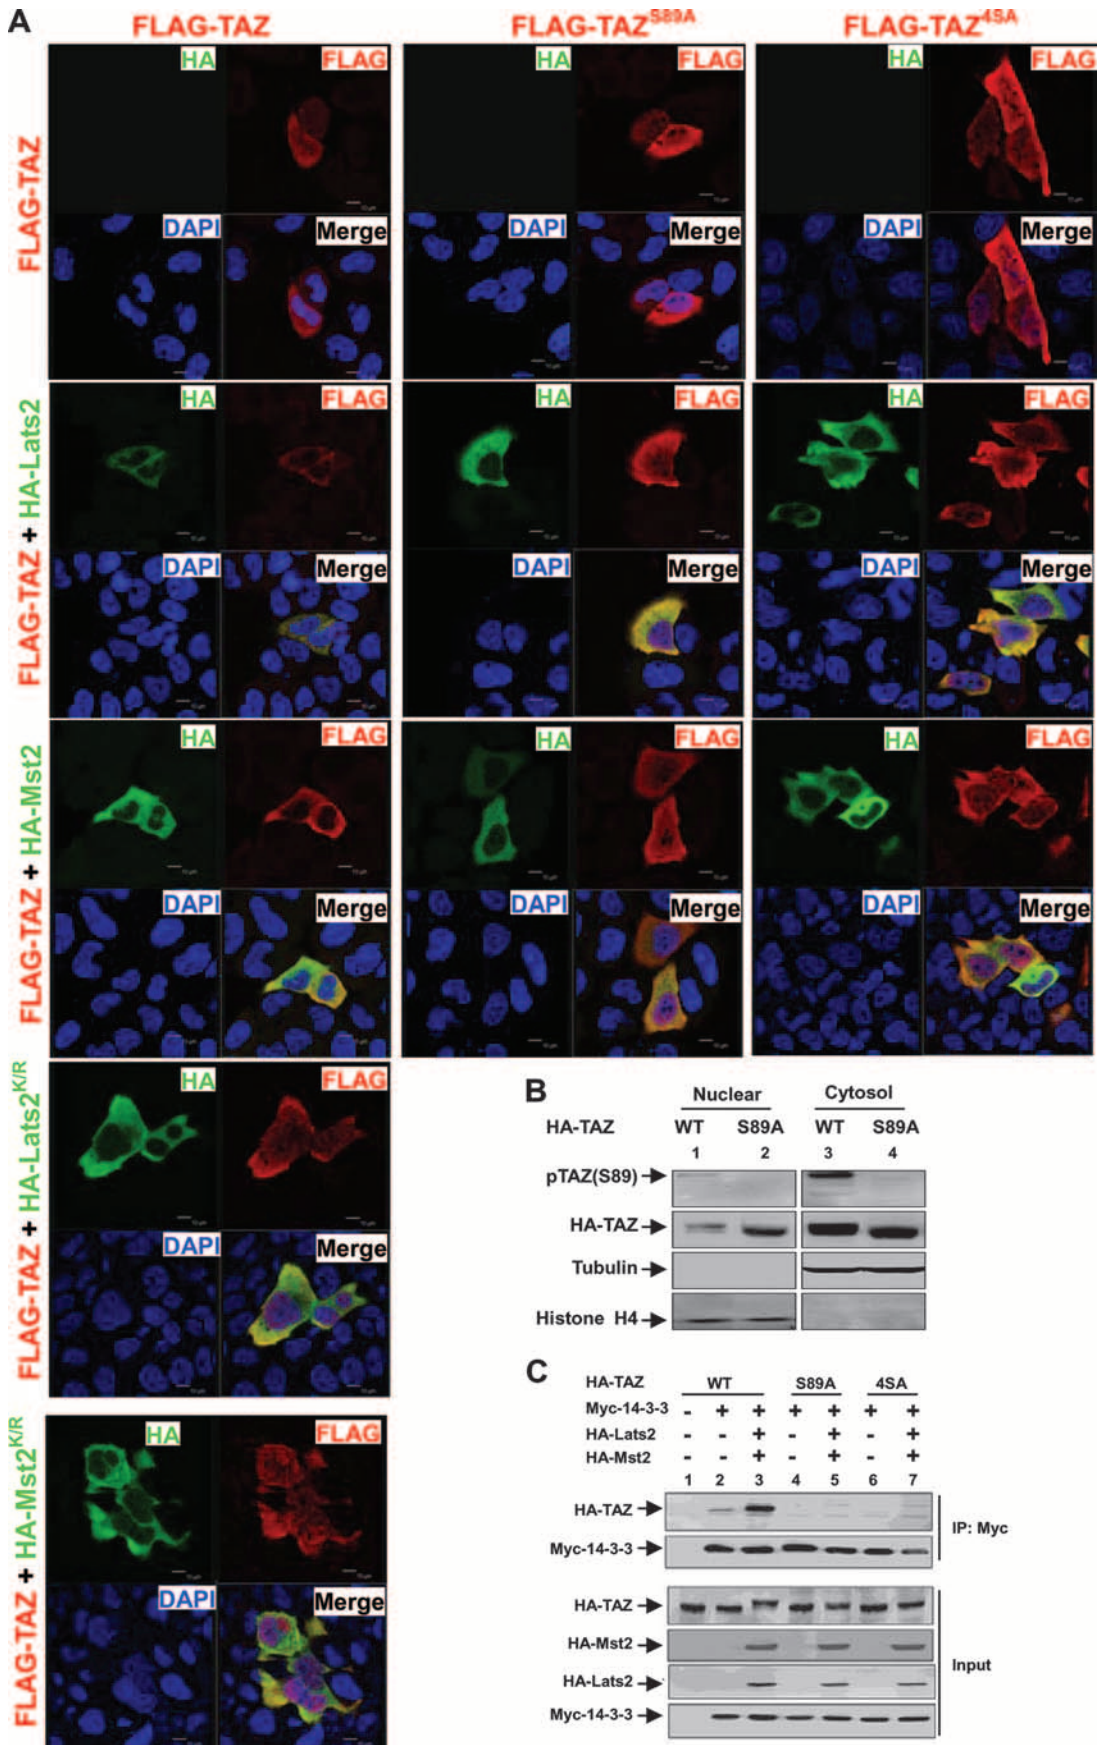 A
FLAG-TAZ FLAG-TAZ^S89A FLAG-TAZ^4SA
FLAG-TAZ
HA FLAG HA FLAG HA FLAG
DAPI Merge DAPI Merge DAPI Merge
FLAG-TAZ + HA-Lats2
HA FLAG HA FLAG HA FLAG
DAPI Merge DAPI Merge DAPI Merge
FLAG-TAZ + HA-Mst2
HA FLAG HA FLAG HA FLAG
DAPI Merge DAPI Merge DAPI Merge
FLAG-TAZ + HA-Lats2^K/R
HA FLAG
DAPI Merge
FLAG-TAZ + HA-Mst2^K/R
HA FLAG
DAPI Merge
B
Nuclear Cytosol
HA-TAZ WT S89A WT S89A
1 2 3 4
pTAZ(S89)
HA-TAZ
Tubulin
Histone H4
C
HA-TAZ WT S89A 4SA
Myc-14-3-3 - + + + + + +
HA-Lats2 - - + - + - +
HA-Mst2 - - + - + - +
1 2 3 4 5 6 7
HA-TAZ
Myc-14-3-3
IP: Myc
HA-TAZ
HA-Mst2
HA-Lats2
Myc-14-3-3
Input